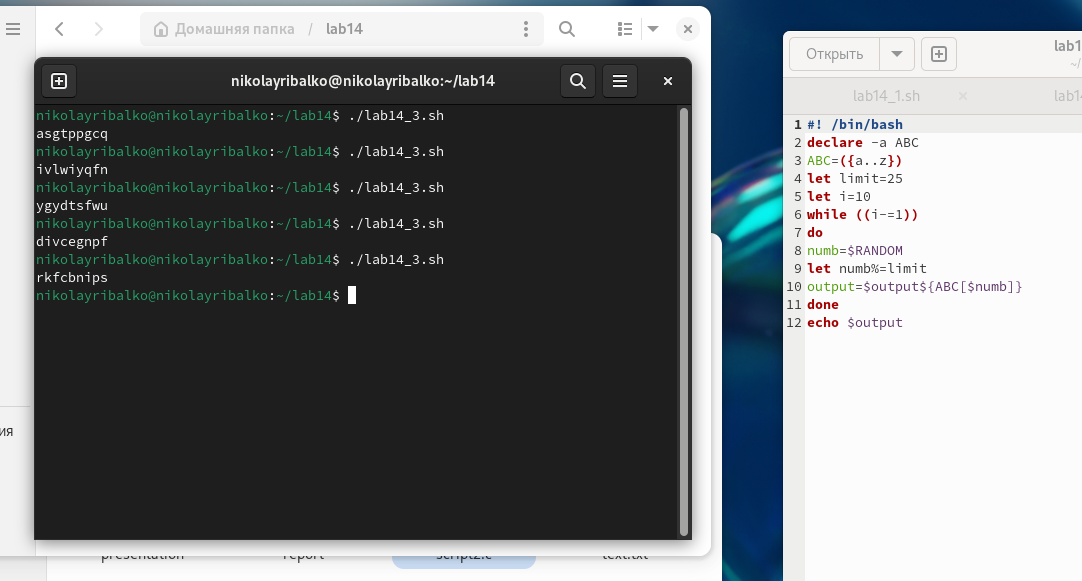 Домашняя папка / lab14
nikolayribalko@nikolayribalko:~/lab14
nikolayribalko@nikolayribalko:~/lab14$ ./lab14_3.sh
asgtppgcq
nikolayribalko@nikolayribalko:~/lab14$ ./lab14_3.sh
ivlwiyqfn
nikolayribalko@nikolayribalko:~/lab14$ ./lab14_3.sh
ygydtsfwu
nikolayribalko@nikolayribalko:~/lab14$ ./lab14_3.sh
divcegnpf
nikolayribalko@nikolayribalko:~/lab14$ ./lab14_3.sh
rkfcbnips
nikolayribalko@nikolayribalko:~/lab14$
ия
presentation report script2.c text.txt
Открыть
lab1
~/
lab14_1.sh × lab14
1 #! /bin/bash
2 declare -a ABC
3 ABC=({a..z})
4 let limit=25
5 let i=10
6 while ((i-=1))
7 do
8 numb=$RANDOM
9 let numb%=limit
10 output=$output${ABC[$numb]}
11 done
12 echo $output